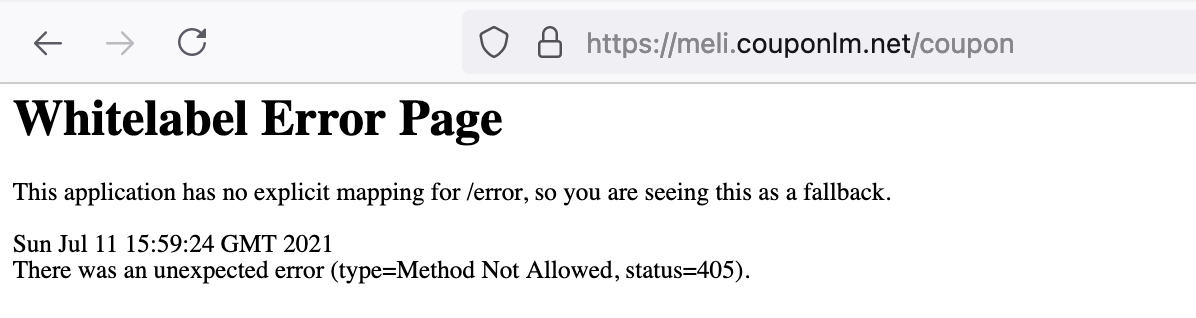 https://meli.couponlm.net/coupon
Whitelabel Error Page
This application has no explicit mapping for /error, so you are seeing this as a fallback.
Sun Jul 11 15:59:24 GMT 2021
There was an unexpected error (type=Method Not Allowed, status=405).